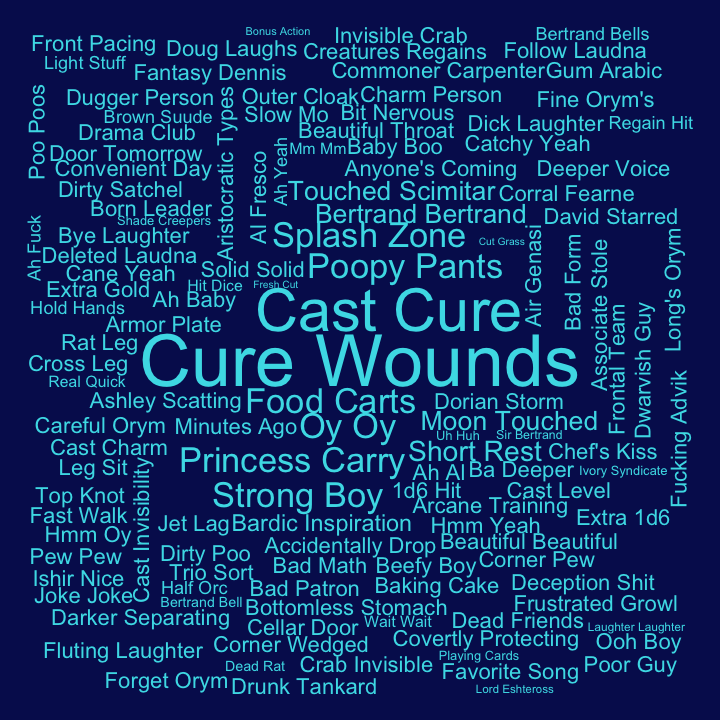 Bonus Action
Front Pacing
Doug Laughs
Invisible Crab
Bertrand Bells
Creatures Regains
Follow Laudna
Light Stuff
Fantasy Dennis
Commoner Carpenter
Gum Arabic
Poo Poos
Dugger Person
Outer Cloak
Charm Person
Fine Orym's
Brown Suude
Slow Mo
Bit Nervous
Drama Club
Aristocratic Types
Beautiful Throat
Dick Laughter
Regain Hit
Door Tomorrow
Ah Yeah
Mm Mm
Baby Boo
Catchy Yeah
Convenient Day
Al Fresco
Anyone's Coming
Deeper Voice
Dirty Satchel
Touched Scimitar
Corral Fearne
Born Leader
Shade Creepers
Bertrand Bertrand
David Starred
Ah Fuck
Bye Laughter
Splash Zone
Cut Grass
Deleted Laudna
Air Genasi
Bad Form
Associate Stole
Long's Orym
Cane Yeah
Solid Solid
Poopy Pants
Extra Gold
Hit Dice
Fresh Cut
Hold Hands
Ah Baby
Cast Cure
Armor Plate
Frontal Team
Dwarvish Guy
Rat Leg
Cure Wounds
Cross Leg
Real Quick
Fucking Advik
Ashley Scatting
Food Carts
Dorian Storm
Careful Orym
Minutes Ago
Oy Oy
Moon Touched
Uh Huh
Sir Bertrand
Cast Charm
Princess Carry
Short Rest
Chef's Kiss
Leg Sit
Cast Invisibility
Ah Al
Ba Deeper
Ivory Syndicate
Top Knot
Strong Boy
1d6 Hit
Cast Level
Fast Walk
Jet Lag
Bardic Inspiration
Arcane Training
Extra 1d6
Hmm Oy
Hmm Yeah
Pew Pew
Dirty Poo
Accidentally Drop
Beautiful Beautiful
Ishir Nice
Trio Sort
Bad Math
Beefy Boy
Corner Pew
Joke Joke
Half Orc
Bad Patron
Baking Cake
Deception Shit
Bertrand Bell
Bottomless Stomach
Frustrated Growl
Darker Separating
Cellar Door
Wait Wait
Dead Friends
Laughter Laughter
Fluting Laughter
Corner Wedged
Covertly Protecting
Ooh Boy
Dead Rat
Crab Invisible
Playing Cards
Favorite Song
Poor Guy
Forget Orym
Drunk Tankard
Lord Eshteross